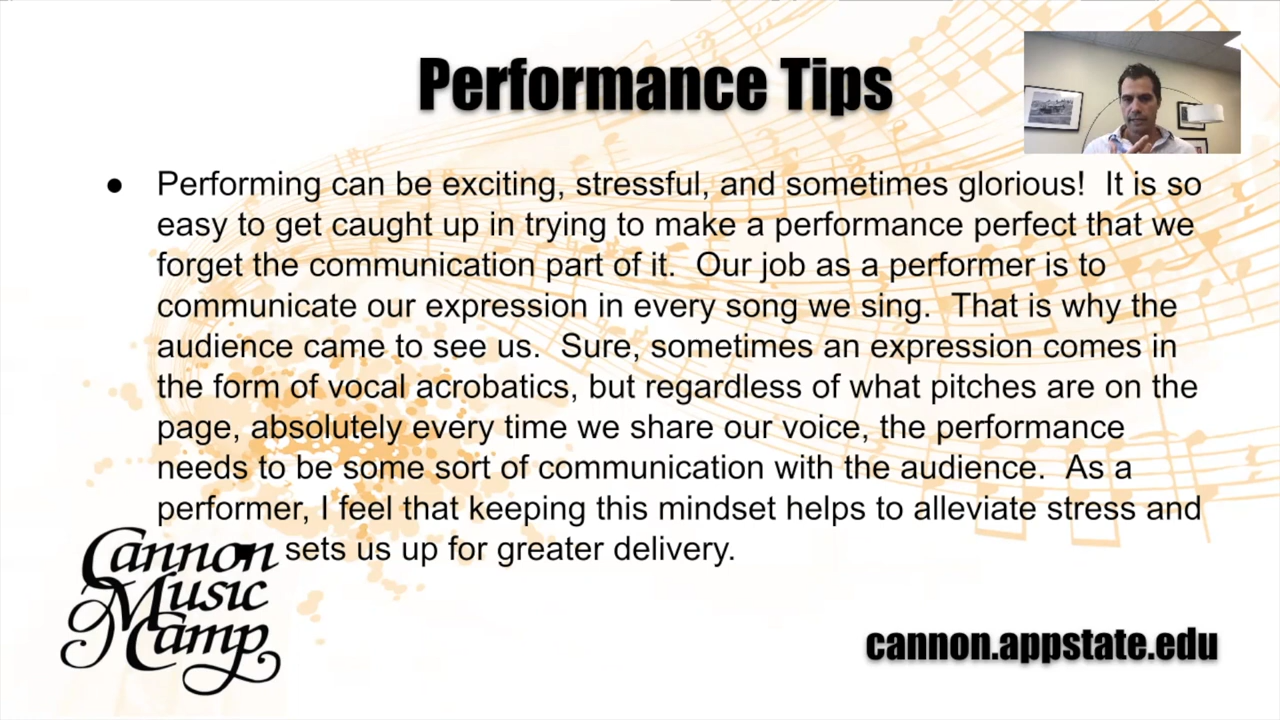 Performance Tips
● Performing can be exciting, stressful, and sometimes glorious!  It is so
easy to get caught up in trying to make a performance perfect that we
forget the communication part of it.  Our job as a performer is to
communicate our expression in every song we sing.  That is why the
audience came to see us.  Sure, sometimes an expression comes in
the form of vocal acrobatics, but regardless of what pitches are on the
page, absolutely every time we share our voice, the performance
needs to be some sort of communication with the audience.  As a
performer, I feel that keeping this mindset helps to alleviate stress and
sets us up for greater delivery.
Cannon
Music
Camp
cannon.appstate.edu